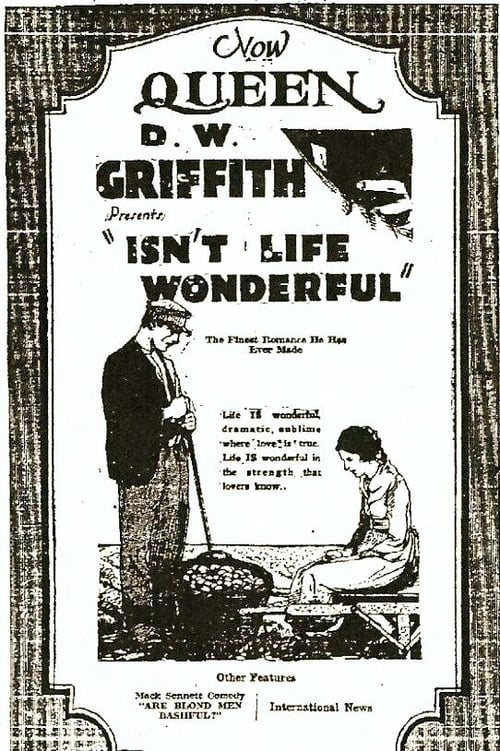 Now
QUEEN
D. W.
GRIFFITH
Presents
"ISN'T LIFE
WONDERFUL"
The Finest Romance He Has
Ever Made
Life IS wonderful,
dramatic, sublime
where "love is" true.
Life IS wonderful in
the strength that
lovers know..
Other Features
Mack Sennett Comedy
"ARE BLOND MEN
BASHFUL?"
International News